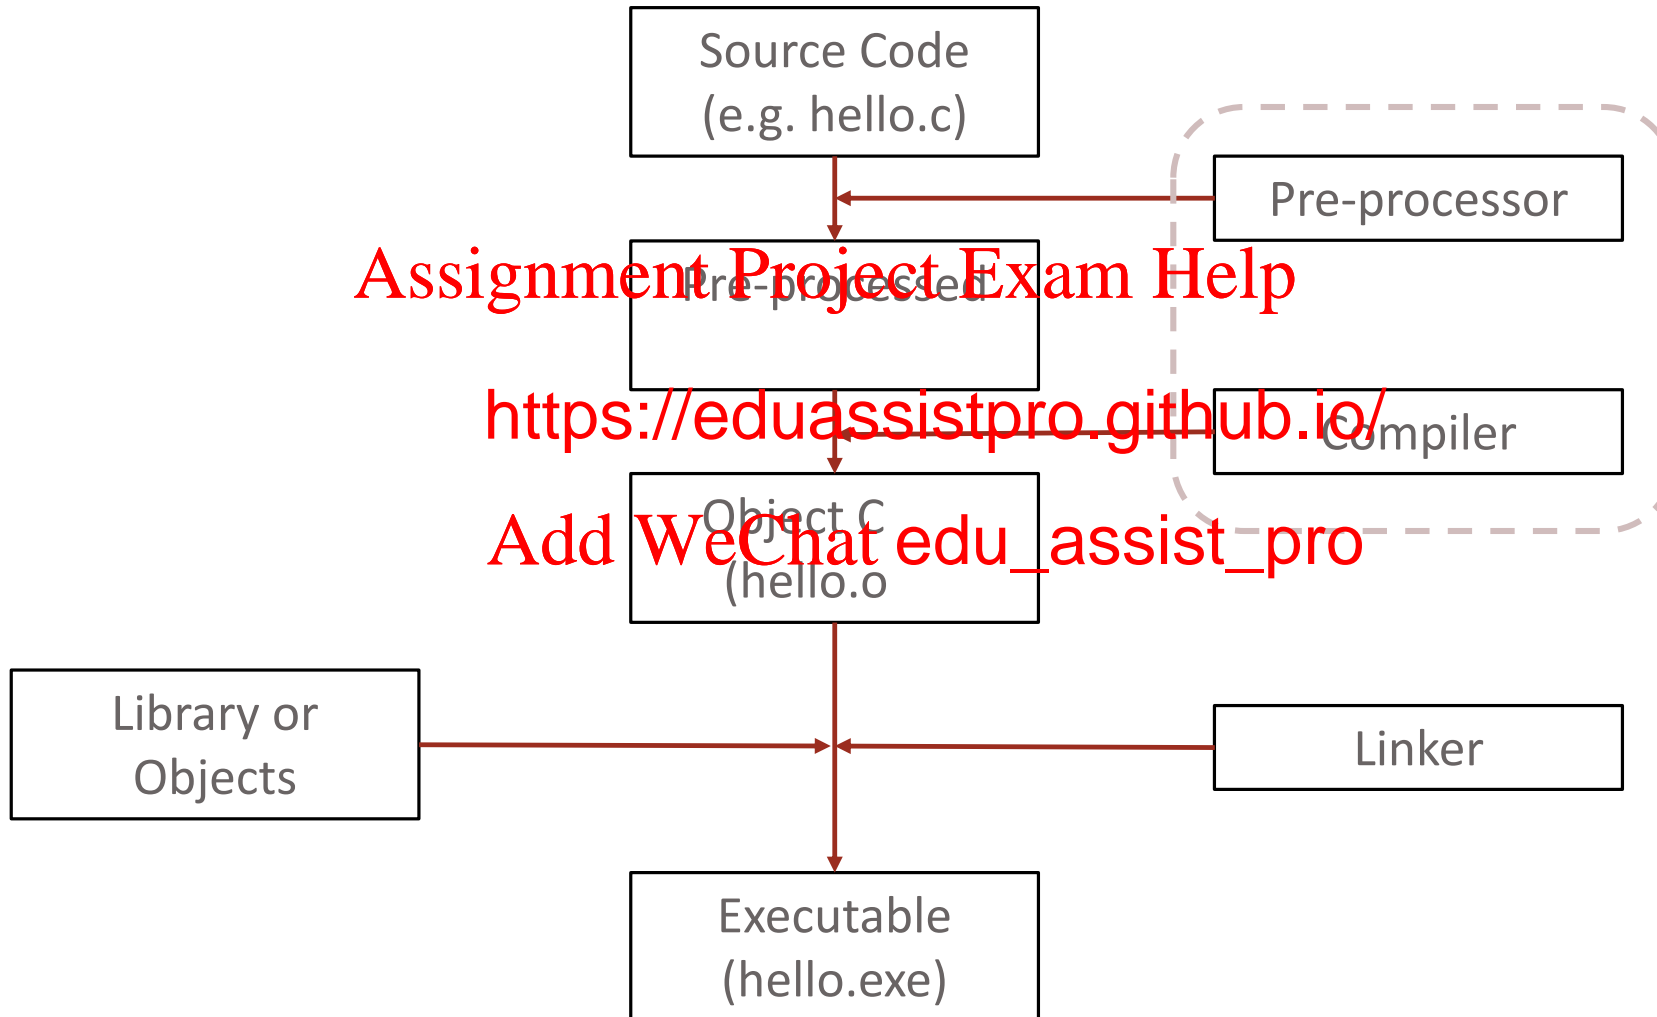 Source Code
(e.g. hello.c)
Pre-processor
Assignment Project Exam Help
Pre-processed
https://eduassistpro.github.io/
Compiler
Object C
Add WeChat edu_assist_pro
(hello.o
Library or
Objects
Linker
Executable
(hello.exe)